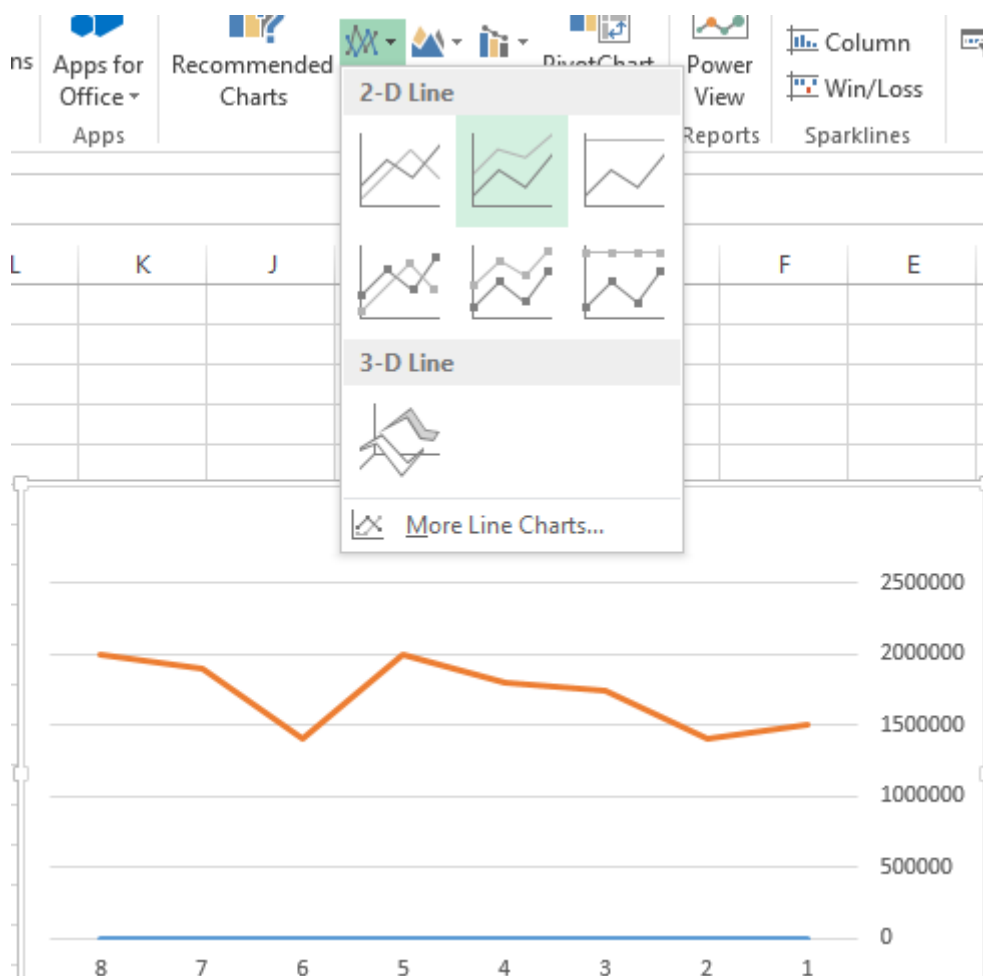 ns
Apps for
Office
Apps
Recommended
Charts
PivotChart
Power
View
Reports
Column
Win/Loss
Sparklines
2-D Line
3-D Line
More Line Charts...
L K J F E
2500000
2000000
1500000
1000000
500000
0
8 7 6 5 4 3 2 1